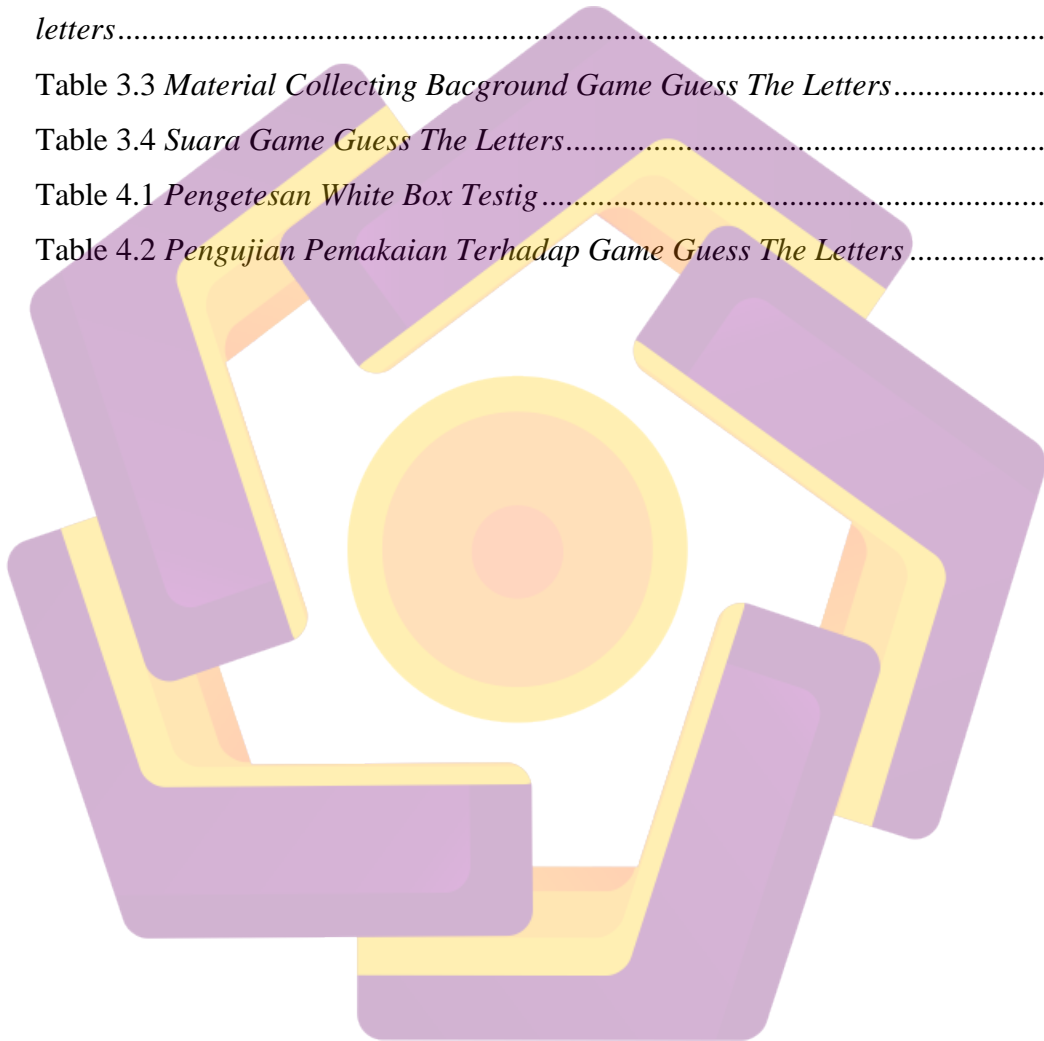 letters........................................................................................................................
Table 3.3 Material Collecting Bacground Game Guess The Letters...................
Table 3.4 Suara Game Guess The Letters............................................................
Table 4.1 Pengetesan White Box Testig...............................................................
Table 4.2 Pengujian Pemakaian Terhadap Game Guess The Letters.................